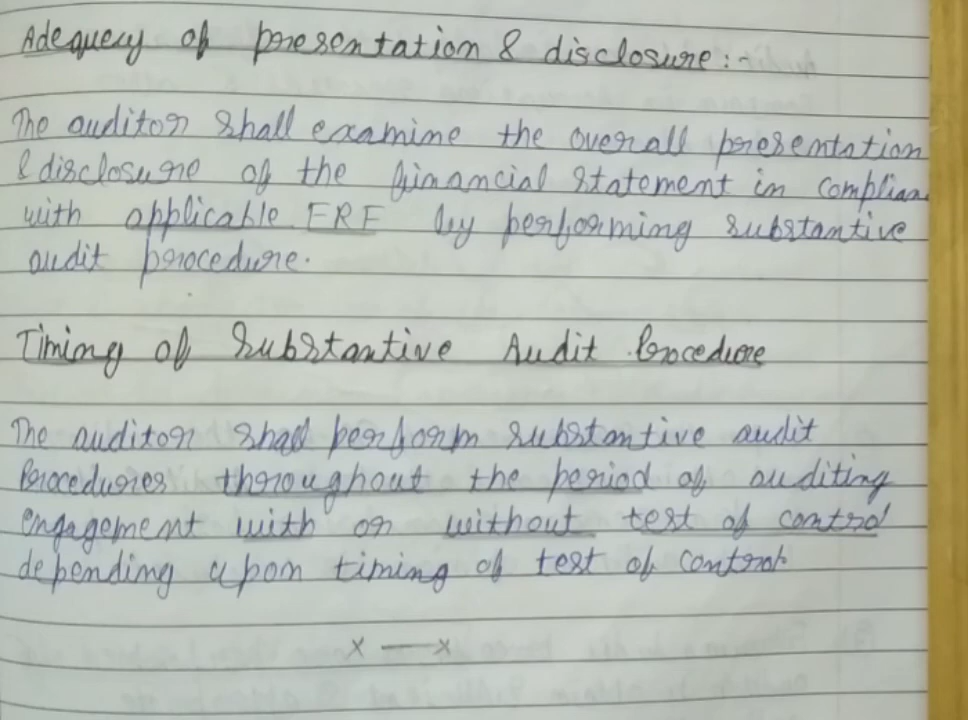 Adequecy of presentation & disclosure :-
The auditor shall examine the overall presentation
& disclosure of the financial statement in complian
with applicable FRF by performing substantive
audit procedure.
Timing of Substantive Audit Procedure
The auditor shall perform substantive audit
Procedures throughout the period of auditing
engagement with or without test of control
depending upon timing of test of control
x — x